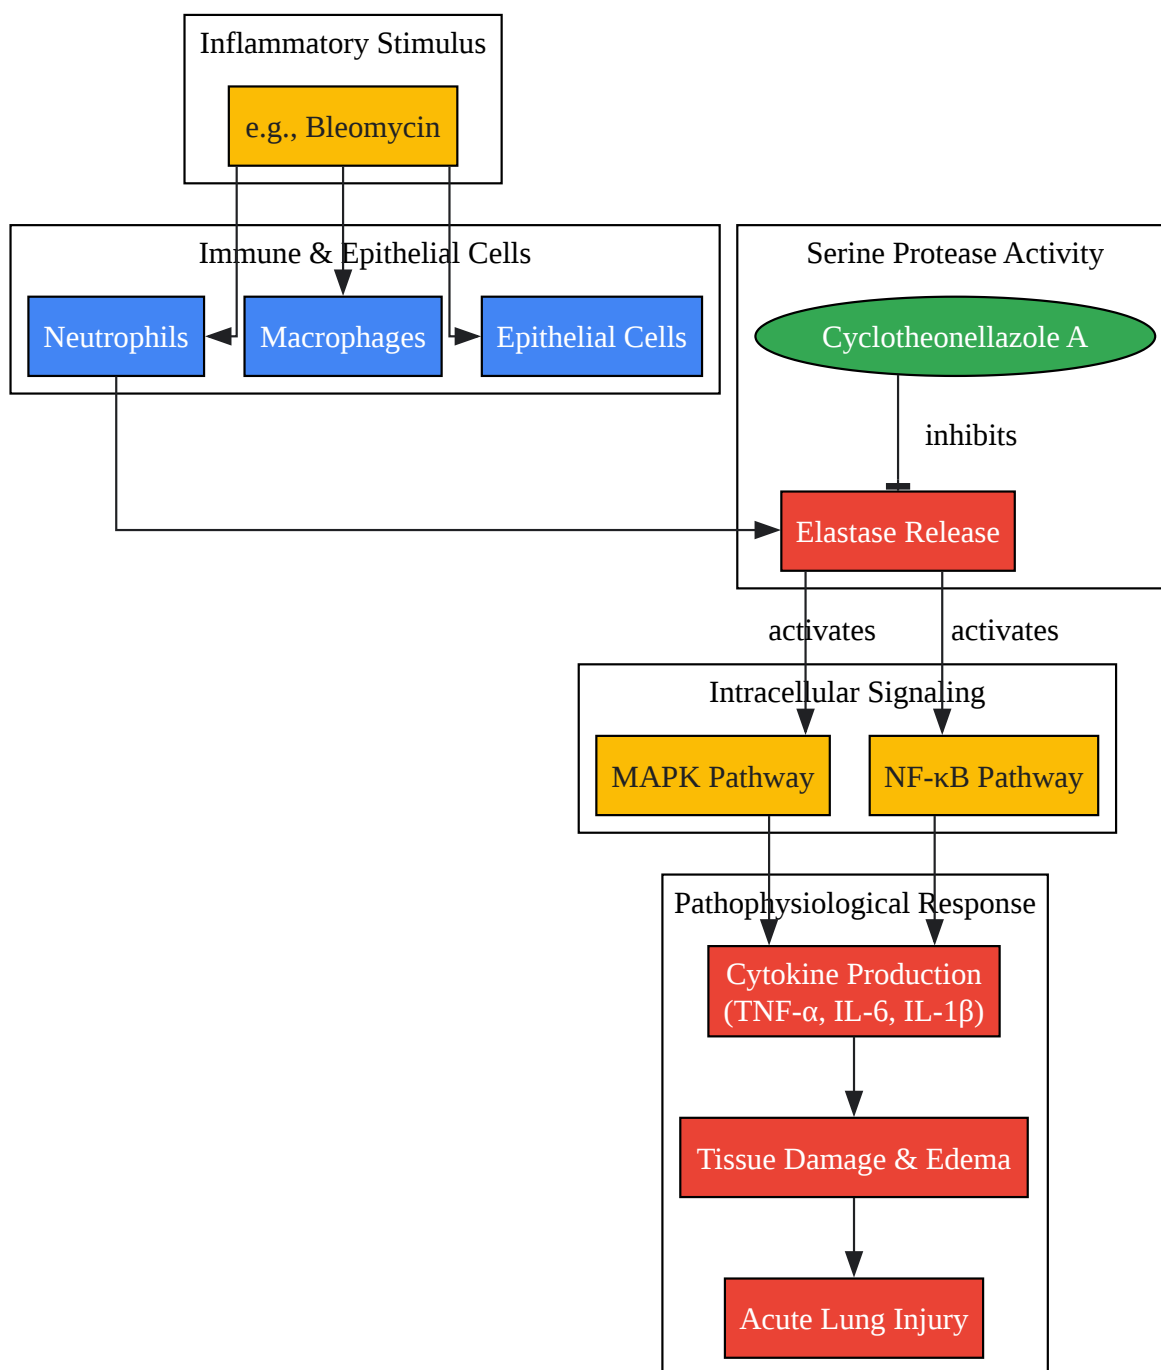 Inflammatory Stimulus
e.g., Bleomycin
Immune & Epithelial Cells
Neutrophils
Macrophages
Epithelial Cells
Serine Protease Activity
Cyclotheonellazole A
inhibits
Elastase Release
activates
activates
Intracellular Signaling
MAPK Pathway
NF-κB Pathway
Pathophysiological Response
Cytokine Production
(TNF-α, IL-6, IL-1β)
Tissue Damage & Edema
Acute Lung Injury